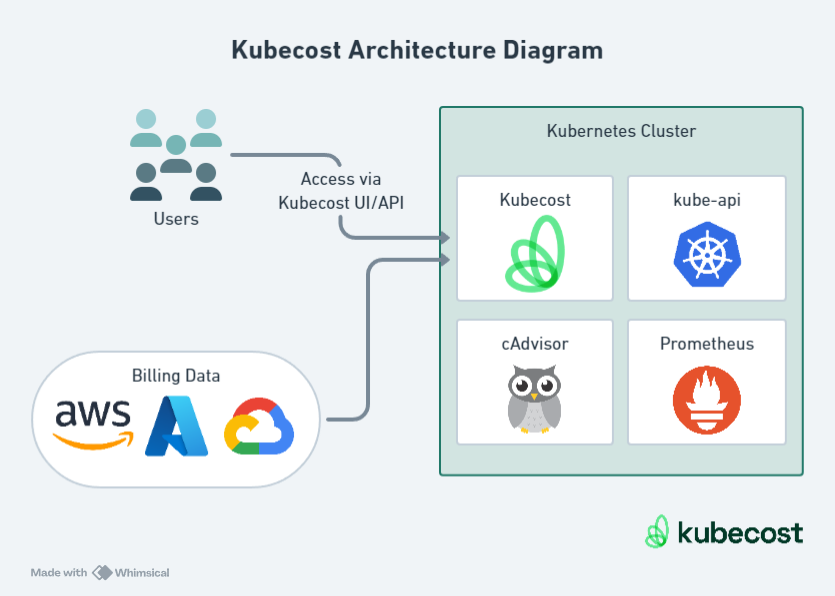 Kubecost Architecture Diagram
Kubernetes Cluster
Users
Access via
Kubecost UI/API
Kubecost
kube-api
cAdvisor
Prometheus
Billing Data
aws
kubecost
Made with Whimsical